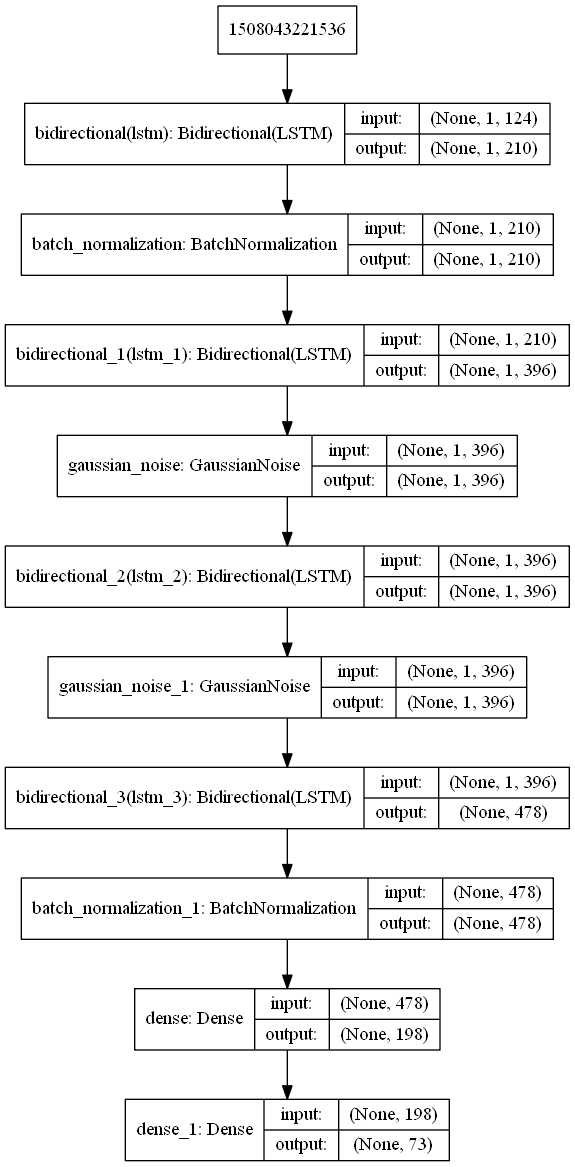 1508043221536
bidirectional(lstm): Bidirectional(LSTM)
input: (None, 1, 124)
output: (None, 1, 210)
batch_normalization: BatchNormalization
input: (None, 1, 210)
output: (None, 1, 210)
bidirectional_1(lstm_1): Bidirectional(LSTM)
input: (None, 1, 210)
output: (None, 1, 396)
gaussian_noise: GaussianNoise
input: (None, 1, 396)
output: (None, 1, 396)
bidirectional_2(lstm_2): Bidirectional(LSTM)
input: (None, 1, 396)
output: (None, 1, 396)
gaussian_noise_1: GaussianNoise
input: (None, 1, 396)
output: (None, 1, 396)
bidirectional_3(lstm_3): Bidirectional(LSTM)
input: (None, 1, 396)
output: (None, 478)
batch_normalization_1: BatchNormalization
input: (None, 478)
output: (None, 478)
dense: Dense
input: (None, 478)
output: (None, 198)
dense_1: Dense
input: (None, 198)
output: (None, 73)